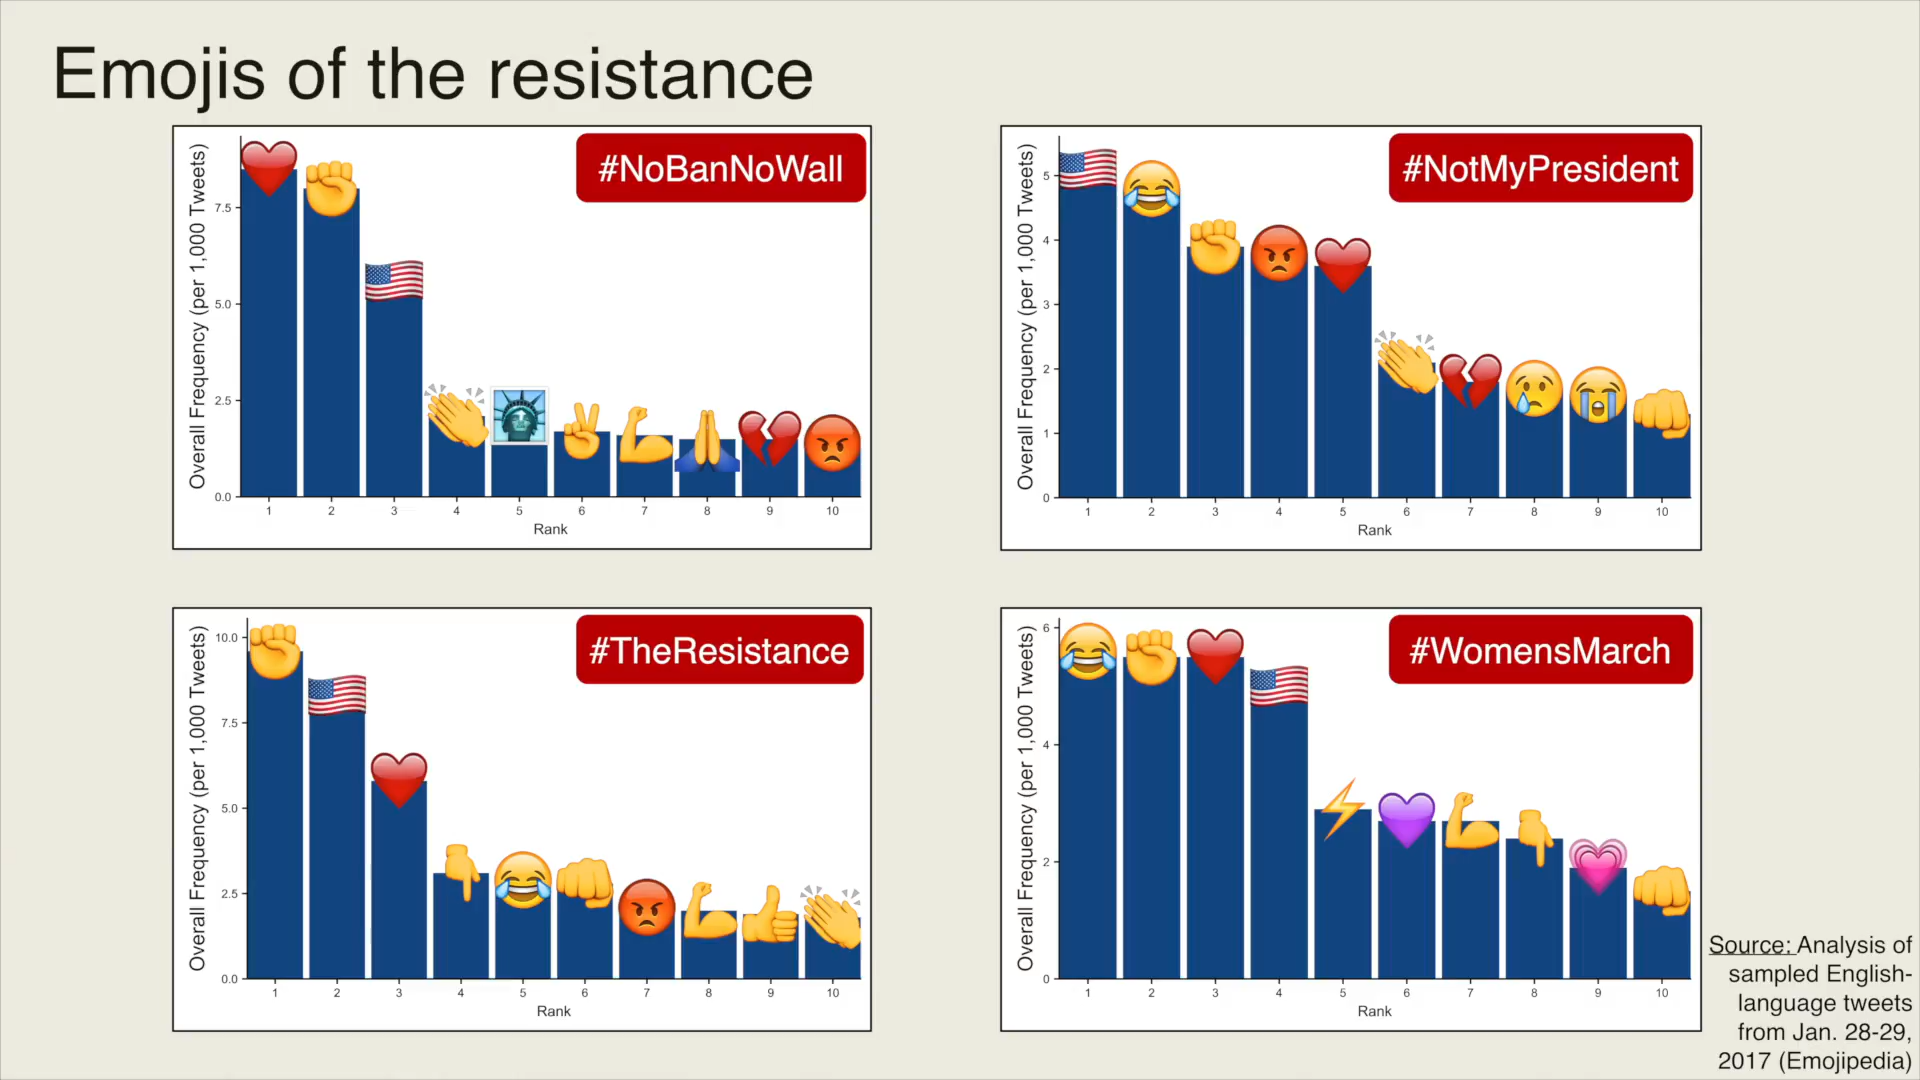 Emojis of the resistance
#NoBanNoWall
Overall Frequency (per 1,000 Tweets)
7.5
5.0
2.5
0.0
1 2 3 4 5 6 7 8 9 10
Rank
#NotMyPresident
Overall Frequency (per 1,000 Tweets)
5
4
3
2
1
0
1 2 3 4 5 6 7 8 9 10
Rank
#TheResistance
Overall Frequency (per 1,000 Tweets)
10.0
7.5
5.0
2.5
0.0
1 2 3 4 5 6 7 8 9 10
Rank
#WomensMarch
Overall Frequency (per 1,000 Tweets)
6
4
2
0
1 2 3 4 5 6 7 8 9 10
Rank
Source: Analysis of
sampled English-
language tweets
from Jan. 28-29,
2017 (Emojipedia)